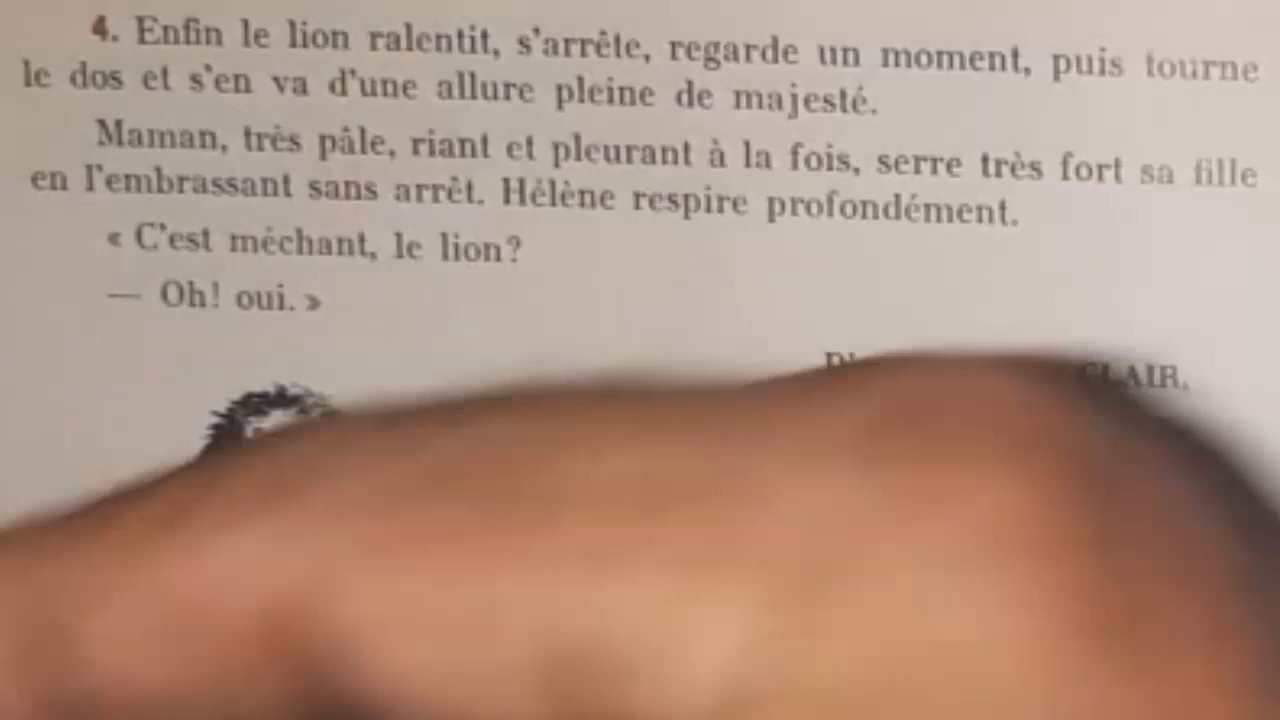 4. Enfin le lion ralentit, s'arrête, regarde un moment, puis tourne
le dos et s'en va d'une allure pleine de majesté.
Maman, très pâle, riant et pleurant à la fois, serre très fort sa fille
en l'embrassant sans arrêt. Hélène respire profondément.
« C'est méchant, le lion?
— Oh! oui. »